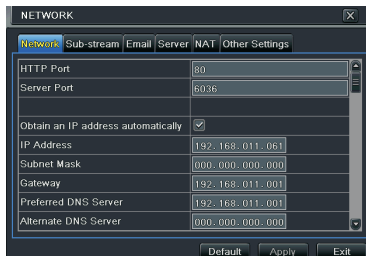 NETWORK
Network Sub-stream Email Server NAT Other Settings
HTTP Port 80
Server Port 6036
Obtain an IP address automatically
IP Address 192.168.011.061
Subnet Mask 000.000.000.000
Gateway 192.168.011.001
Preferred DNS Server 192.168.011.001
Alternate DNS Server 000.000.000.000
Default Apply Exit